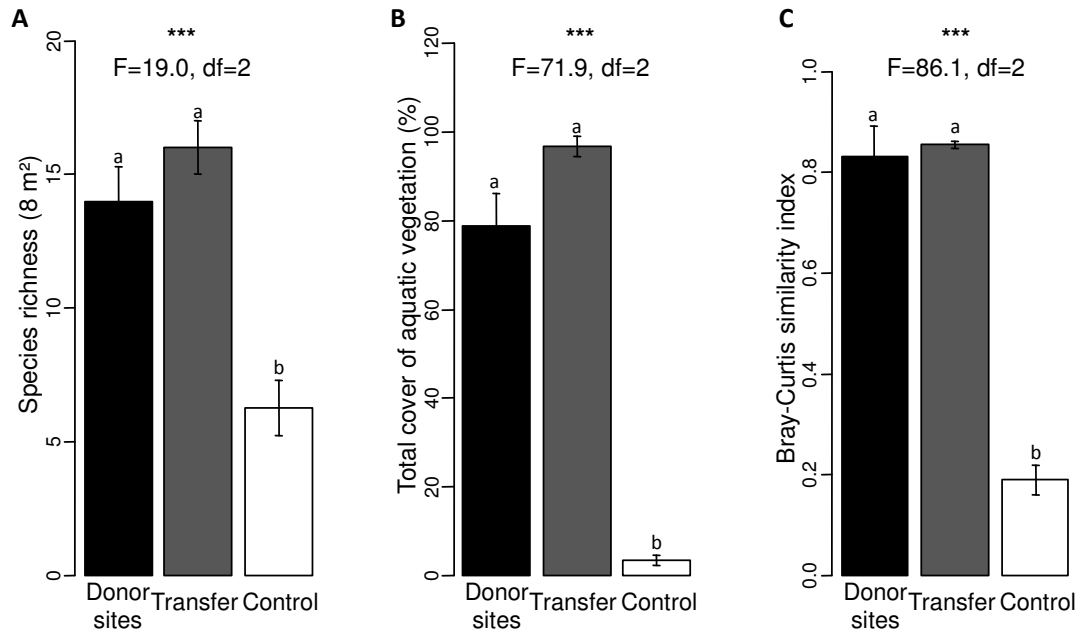 A
***
F=19.0, df=2
Species richness (8 m²)
20
15
10
5
0
a
a
b
Donor sites
Transfer
Control
B
***
F=71.9, df=2
Total cover of aquatic vegetation (%)
120
100
80
60
40
20
0
a
a
b
Donor sites
Transfer
Control
C
***
F=86.1, df=2
Bray-Curtis similarity index
1.0
0.8
0.6
0.4
0.2
0.0
a
a
b
Donor sites
Transfer
Control